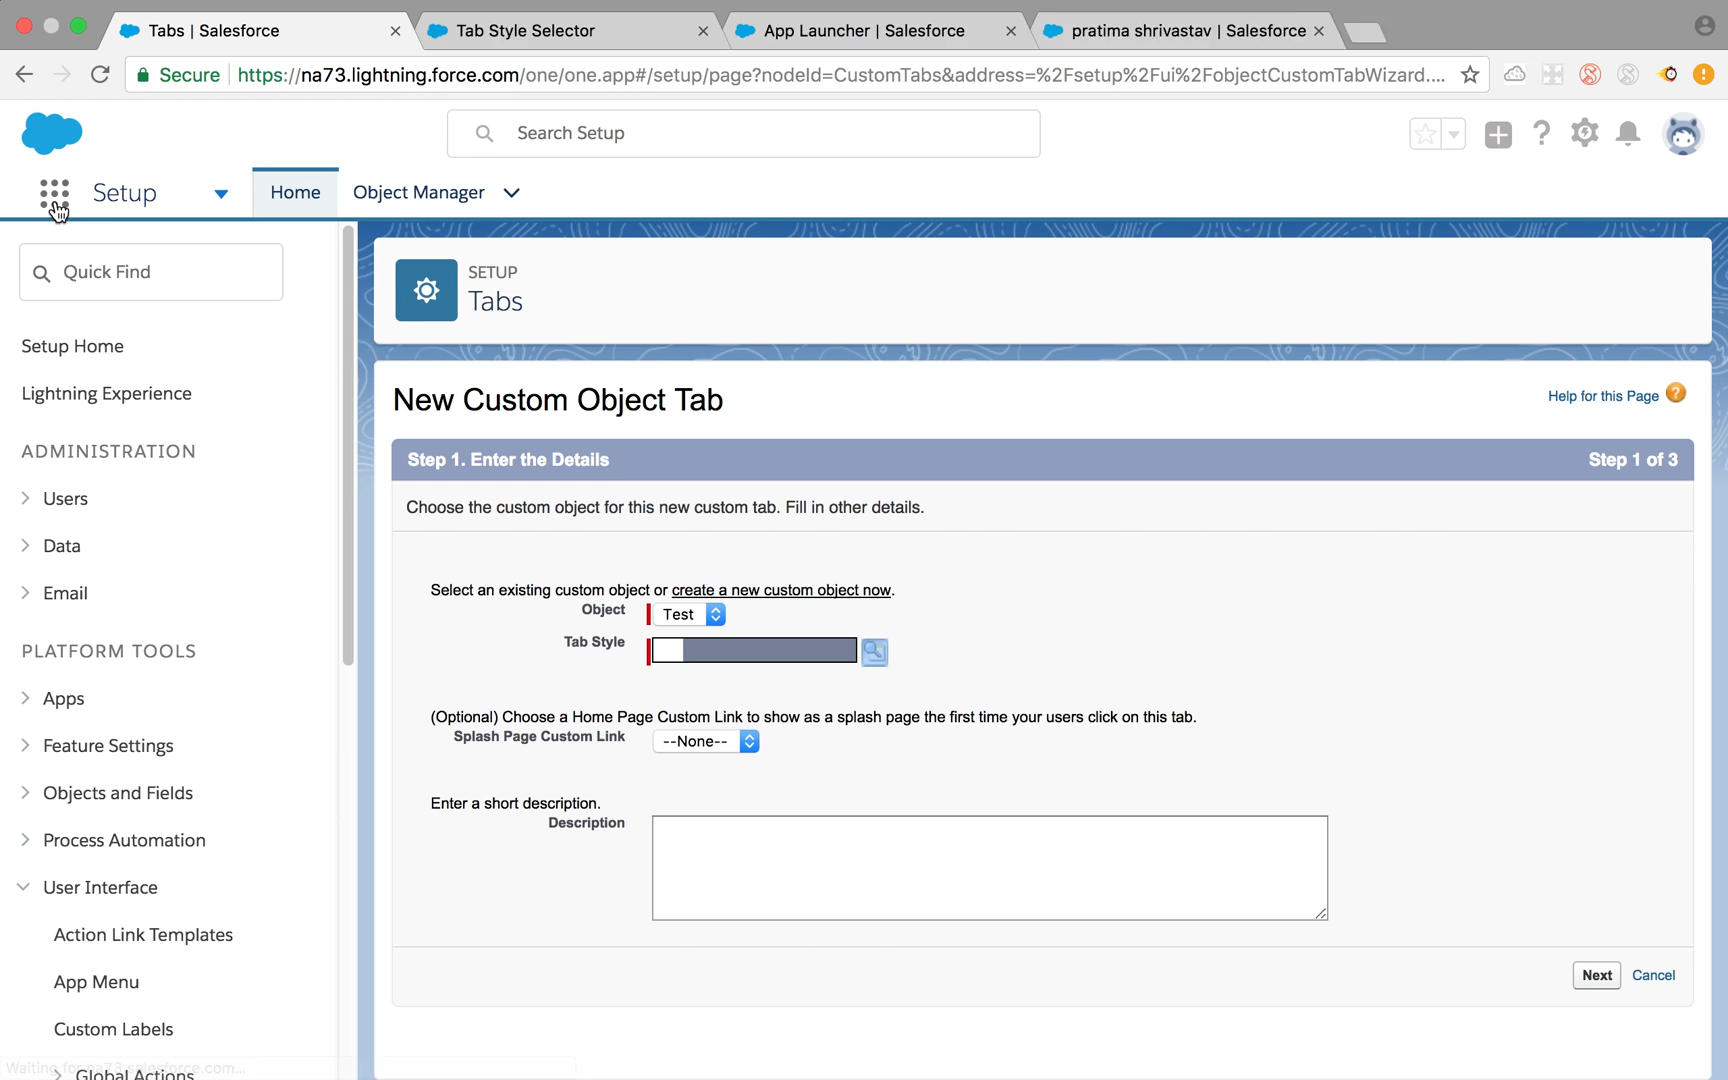 Tabs | Salesforce
Tab Style Selector
App Launcher | Salesforce
pratima shrivastav | Salesforce
Secure
https://na73.lightning.force.com/one/one.app#/setup/page?nodeId=CustomTabs&address=%2Fsetup%2Fui%2FobjectCustomTabWizard....
Search Setup
Setup
Home
Object Manager
Quick Find
Setup Home
Lightning Experience
ADMINISTRATION
Users
Data
Email
PLATFORM TOOLS
Apps
Feature Settings
Objects and Fields
Process Automation
User Interface
Action Link Templates
App Menu
Custom Labels
Global Actions
Waiting for na73.salesforce.com...
SETUP
Tabs
New Custom Object Tab
Help for this Page
Step 1. Enter the Details
Step 1 of 3
Choose the custom object for this new custom tab. Fill in other details.
Select an existing custom object or create a new custom object now.
Object
Test
Tab Style
(Optional) Choose a Home Page Custom Link to show as a splash page the first time your users click on this tab.
Splash Page Custom Link
--None--
Enter a short description.
Description
Next
Cancel